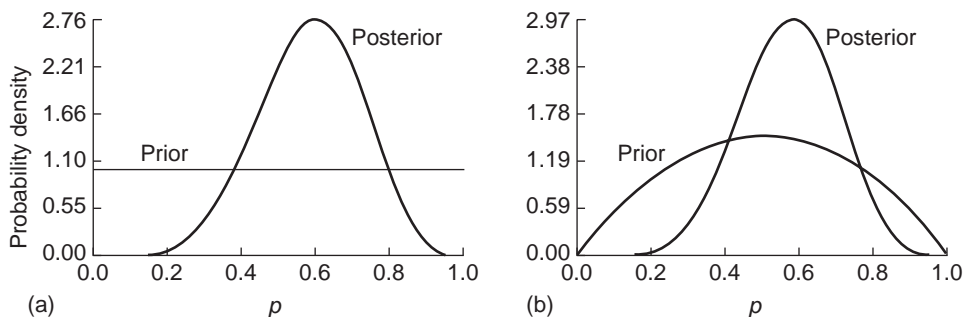 Probability density
2.76
2.21
1.66
1.10
0.55
0.00
Posterior
Prior
0.0 0.2 0.4 0.6 0.8 1.0
(a)
p
2.97
2.38
1.78
1.19
0.59
0.00
Posterior
Prior
0.0 0.2 0.4 0.6 0.8 1.0
(b)
p